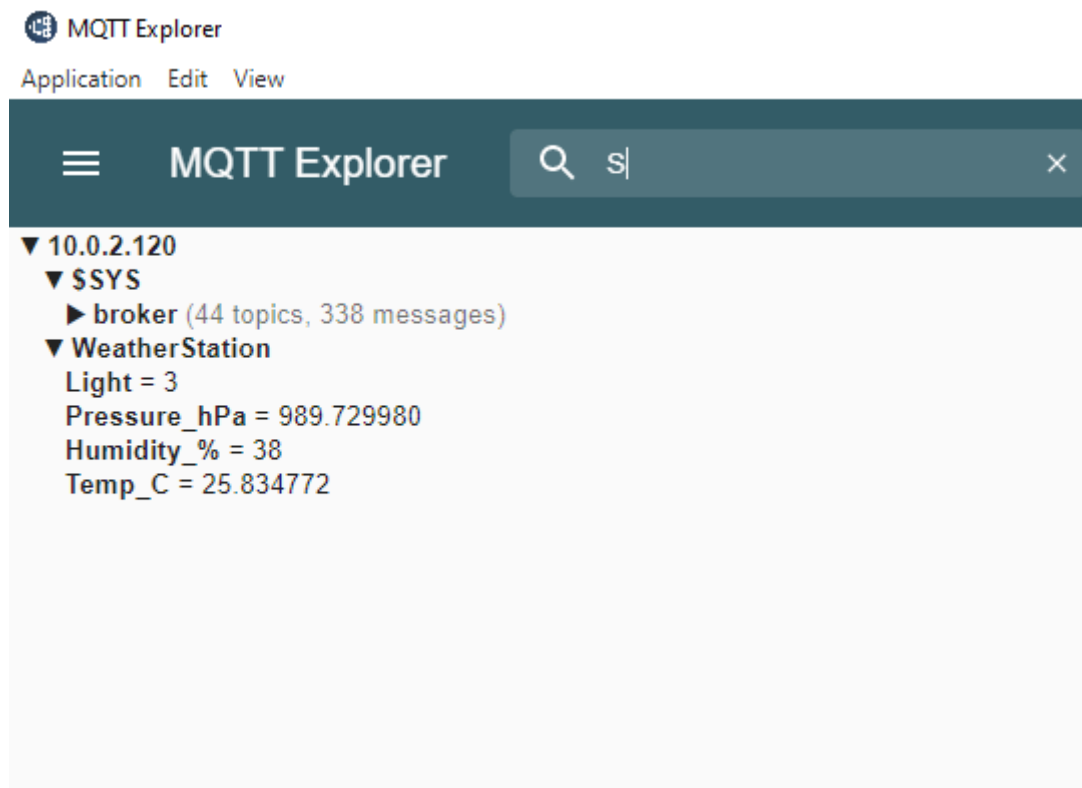 MQTT Explorer
Application Edit View
MQTT Explorer S
10.0.2.120
$SYS
broker (44 topics, 338 messages)
WeatherStation
Light = 3
Pressure_hPa = 989.729980
Humidity_% = 38
Temp_C = 25.834772